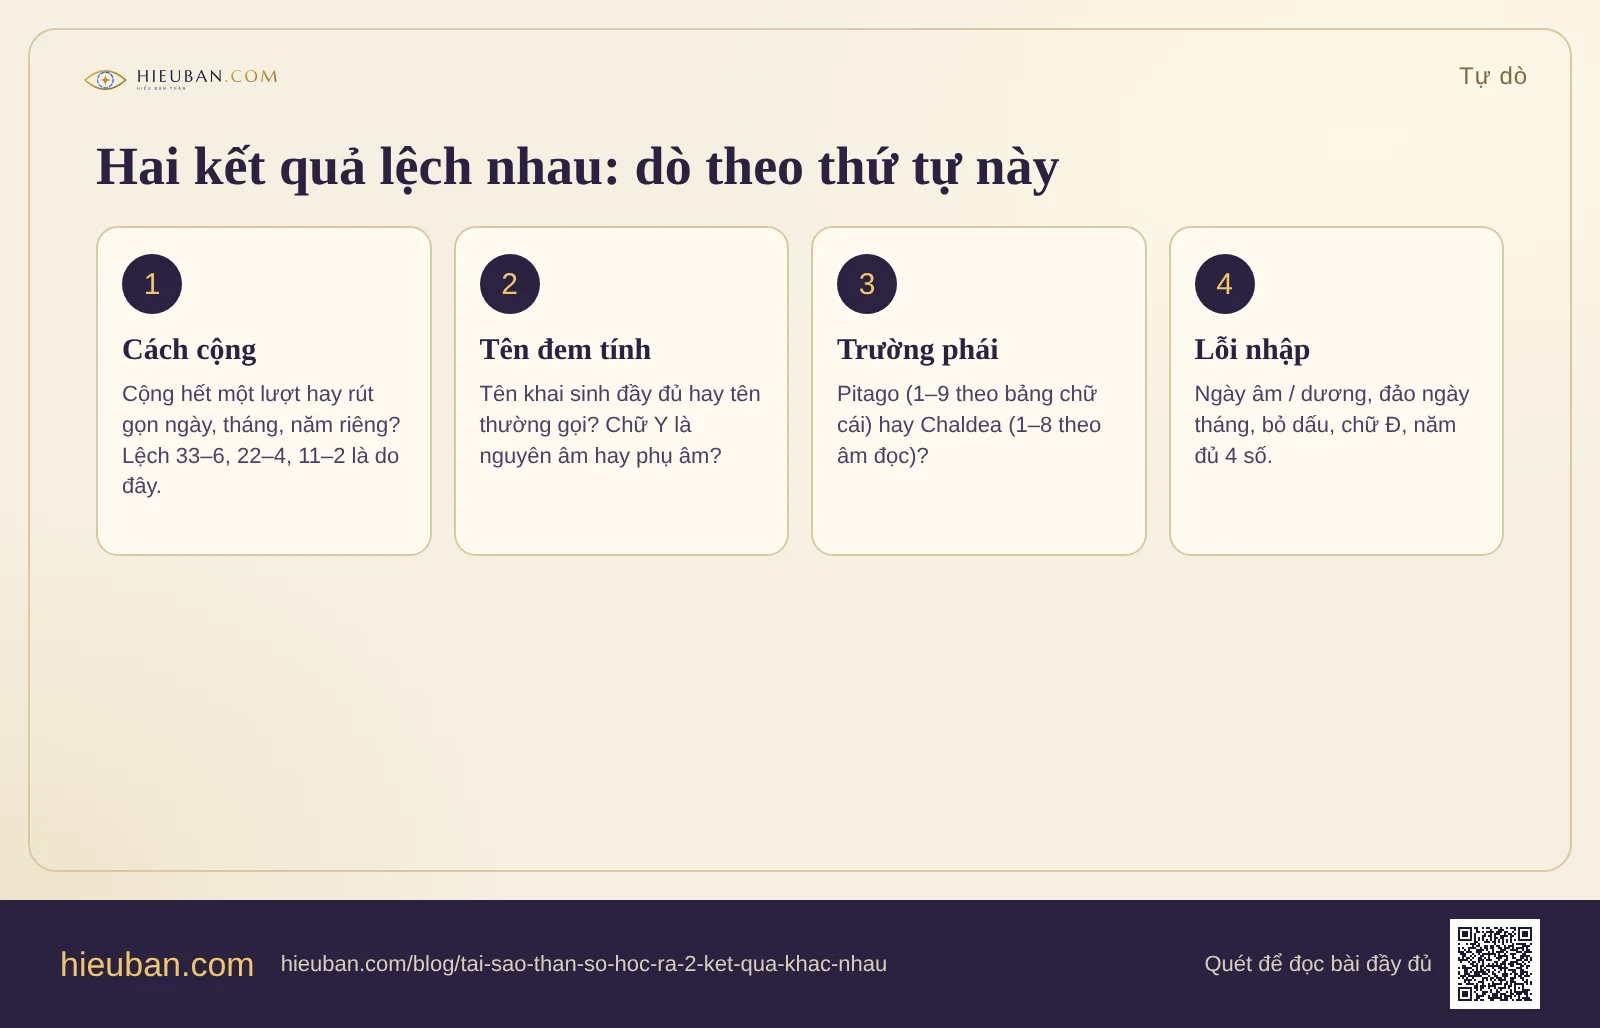 HIEUBAN.COM
HIỂU BẢN THÂN
Tự dò
Hai kết quả lệch nhau: dò theo thứ tự này
1
Cách cộng
Cộng hết một lượt hay rút
gọn ngày, tháng, năm riêng?
Lệch 33–6, 22–4, 11–2 là do
đây.
2
Tên đem tính
Tên khai sinh đầy đủ hay tên
thường gọi? Chữ Y là
nguyên âm hay phụ âm?
3
Trường phái
Pitago (1–9 theo bảng chữ
cái) hay Chaldea (1–8 theo
âm đọc)?
4
Lỗi nhập
Ngày âm / dương, đảo ngày
tháng, bỏ dấu, chữ Đ, năm
đủ 4 số.
hieuban.com
hieuban.com/blog/tai-sao-than-so-hoc-ra-2-ket-qua-khac-nhau
Quét để đọc bài đầy đủ